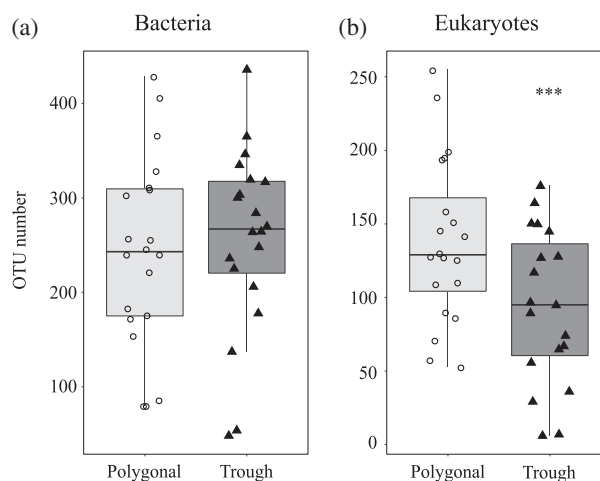 (a) Bacteria
(b) Eukaryotes
OTU number
400
300
200
100
Polygonal Trough
250
200
150
100
50
0
***
Polygonal Trough